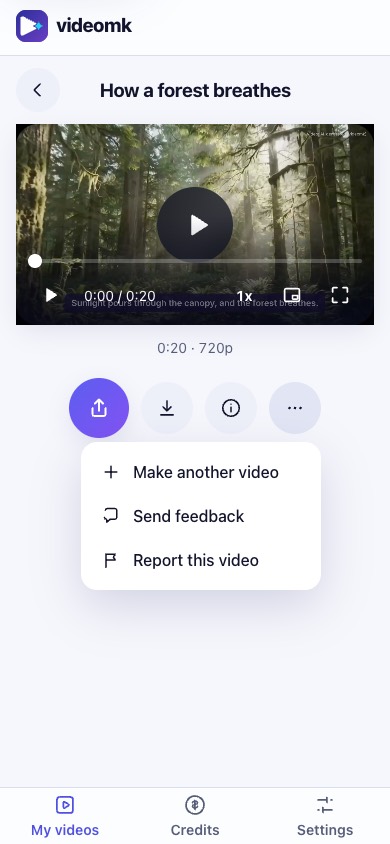 videomk
How a forest breathes
0:00 / 0:20
1x
Sunlight pours through the canopy, and the forest breathes.
0:20 · 720p
Make another video
Send feedback
Report this video
My videos
Credits
Settings